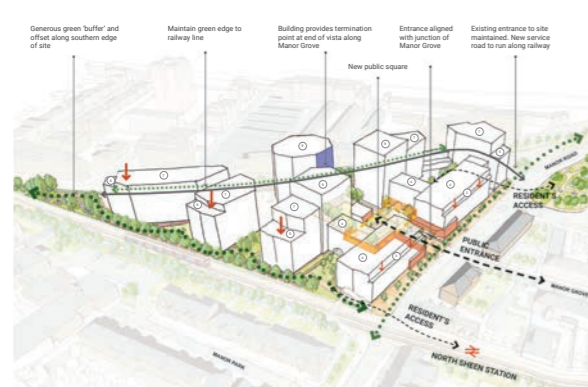 Generous green ‘buffer’ and
offset along southern edge
of site
Maintain green edge to
railway line
Building provides termination
point at end of vista along
Manor Grove
New public square
Entrance aligned
with junction of
Manor Grove
Existing entrance to site
maintained. New service
road to run along railway
MANOR ROAD
RESIDENT'S
ACCESS
PUBLIC
ENTRANCE
MANOR GROVE
RESIDENT'S
ACCESS
NORTH SHEEN STATION
MANOR PARK